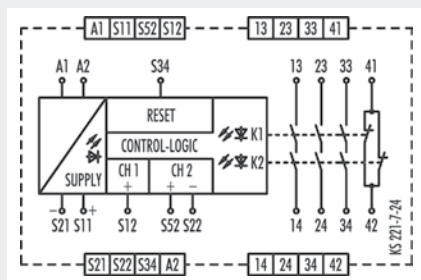 A1 S11 S52 S12 13 23 33 41
A1 A2 S34 13 23 33 41
RESET
CONTROL-LOGIC K1
CH 1 CH 2 K2
SUPPLY + + −
− + 
S21 S11 S12 S52 S22 14 24 34 42
S21 S22 S34 A2 14 24 34 42
KS 221-7-24